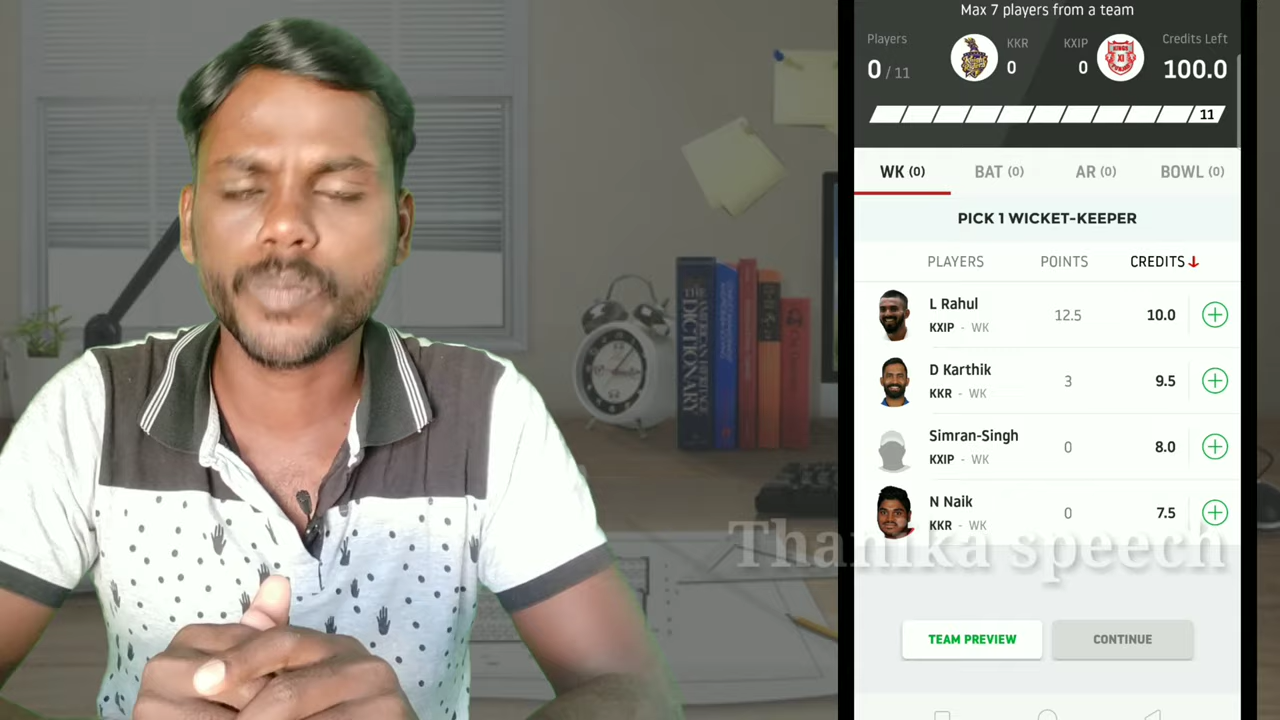 Max 7 players from a team
Players
KKR
KXIP
Credits Left
0 / 11
0
0
100.0
11
WK (0)
BAT (0)
AR (0)
BOWL (0)
PICK 1 WICKET-KEEPER
PLAYERS
POINTS
CREDITS
L Rahul
KXIP - WK
12.5
10.0
D Karthik
KKR - WK
3
9.5
Simran-Singh
KXIP - WK
0
8.0
N Naik
KKR - WK
0
7.5
Thanika speech
TEAM PREVIEW
CONTINUE
AMERICAN HERITAGE
DICTIONARY